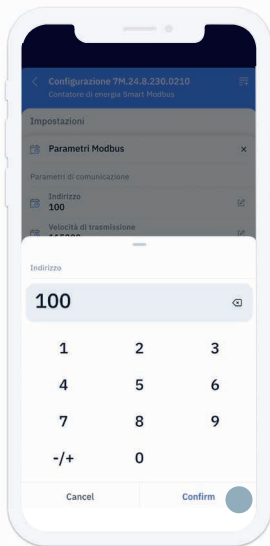 Configurazione 7M.24.8.230.0210
Contatore di energia Smart Modbus
Impostazioni
Parametri Modbus
Parametri di comunicazione
Indirizzo
100
Velocità di trasmissione
115200
Indirizzo
100
1 2 3
4 5 6
7 8 9
-/+ 0
Cancel Confirm